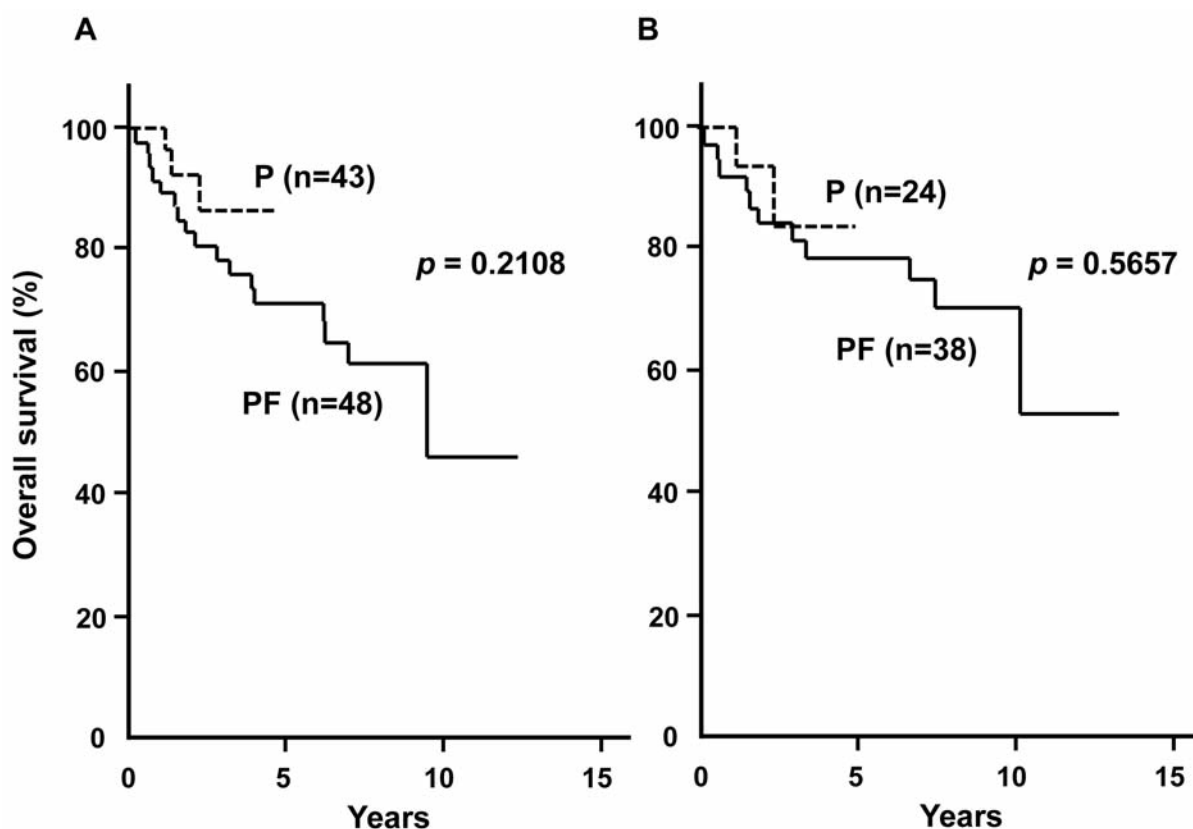 A
Overall survival (%)
100
80
60
40
20
0
P (n=43)
p = 0.2108
PF (n=48)
0 5 10 15
Years
B
100
80
60
40
20
0
P (n=24)
p = 0.5657
PF (n=38)
0 5 10 15
Years